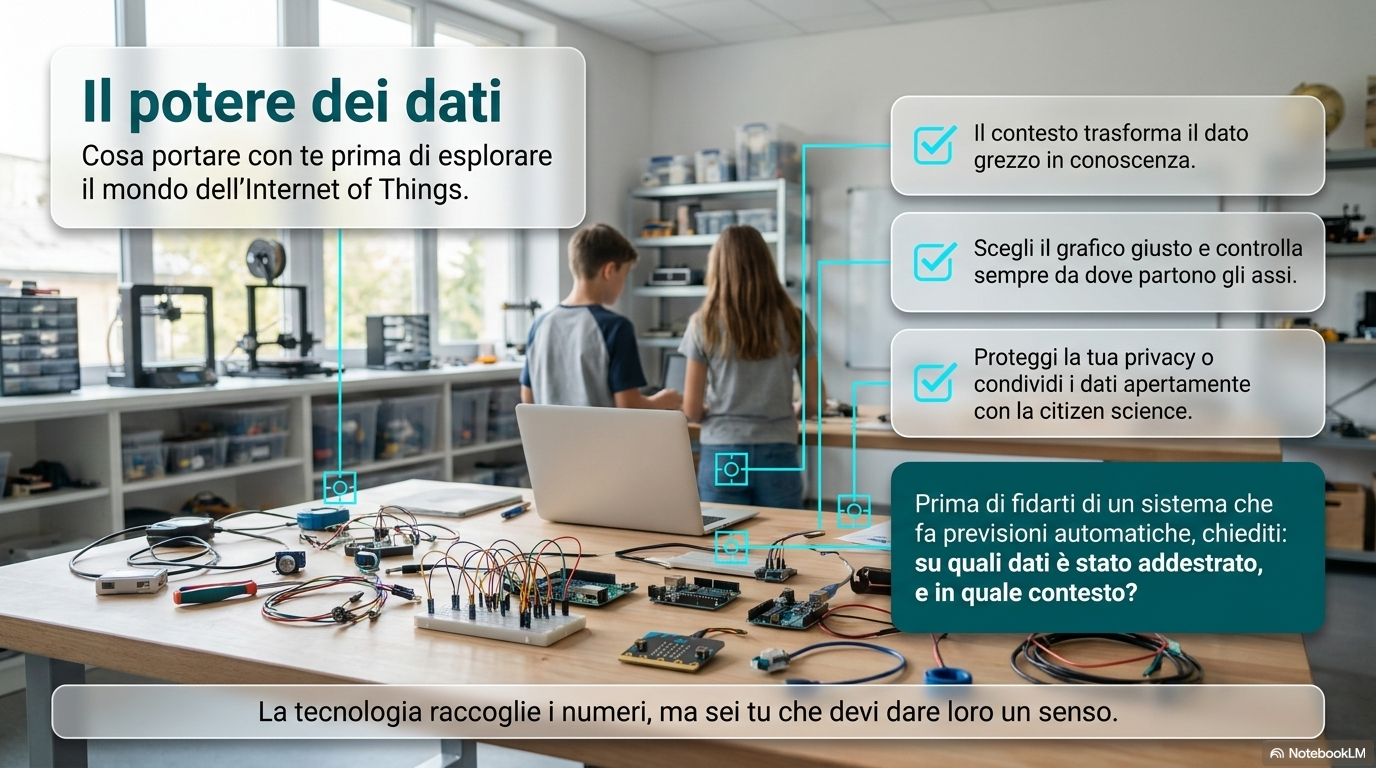 Il potere dei dati
Cosa portare con te prima di esplorare
il mondo dell'Internet of Things.
Il contesto trasforma il dato
grezzo in conoscenza.
Scegli il grafico giusto e controlla
sempre da dove partono gli assi.
Proteggi la tua privacy o
condividi i dati apertamente
con la citizen science.
Prima di fidarti di un sistema che
fa previsioni automatiche, chiediti:
su quali dati è stato addestrato,
e in quale contesto?
La tecnologia raccoglie i numeri, ma sei tu che devi dare loro un senso.
NotebookLM